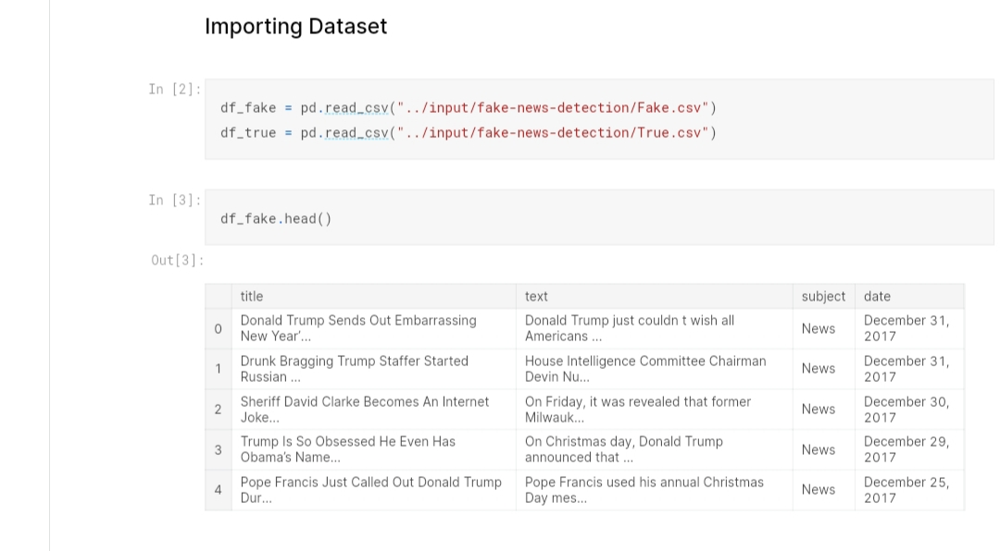 Importing Dataset
In [2]:
df_fake = pd.read_csv("../input/fake-news-detection/Fake.csv")
df_true = pd.read_csv("../input/fake-news-detection/True.csv")
In [3]:
df_fake.head()
Out[3]:
title text subject date
0 Donald Trump Sends Out Embarrassing New Year'... Donald Trump just couldn t wish all Americans ... News December 31, 2017
1 Drunk Bragging Trump Staffer Started Russian ... House Intelligence Committee Chairman Devin Nu... News December 31, 2017
2 Sheriff David Clarke Becomes An Internet Joke... On Friday, it was revealed that former Milwauk... News December 30, 2017
3 Trump Is So Obsessed He Even Has Obama's Name... On Christmas day, Donald Trump announced that ... News December 29, 2017
4 Pope Francis Just Called Out Donald Trump Dur... Pope Francis used his annual Christmas Day mes... News December 25, 2017